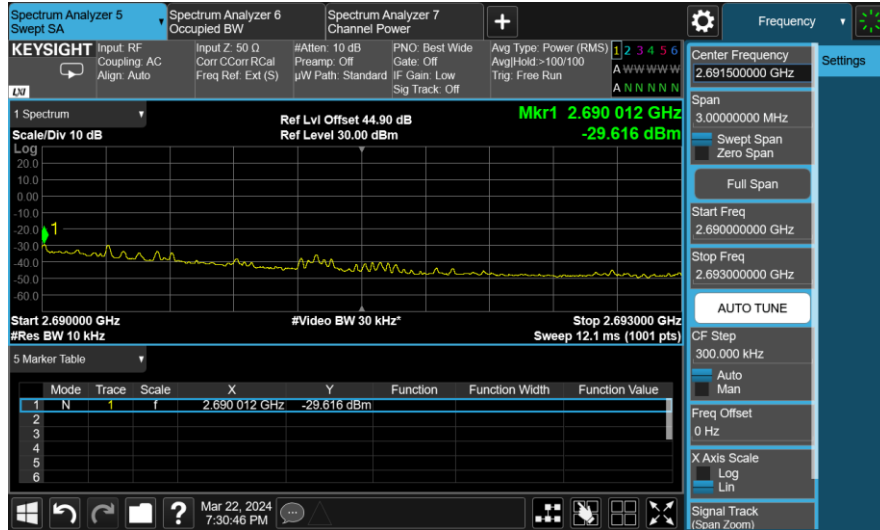 Spectrum Analyzer 5
Swept SA
Spectrum Analyzer 6
Occupied BW
Spectrum Analyzer 7
Channel Power
Frequency
KEYSIGHT
LXI
Input: RF
Coupling: AC
Align: Auto
Input Z: 50 Ω
Corr CCorr RCal
Freq Ref: Ext (S)
#Atten: 10 dB
Preamp: Off
µW Path: Standard
PNO: Best Wide
Gate: Off
IF Gain: Low
Sig Track: Off
Avg Type: Power (RMS)
Avg|Hold:>100/100
Trig: Free Run
1 2 3 4 5 6
A W W W W W
A N N N N N
1 Spectrum
Scale/Div 10 dB
Ref Lvl Offset 44.90 dB
Ref Level 30.00 dBm
Mkr1 2.690 012 GHz
-29.616 dBm
Log
20.0
10.0
0.00
-10.0
-20.0
-30.0
-40.0
-50.0
-60.0
1
Start 2.690000 GHz
#Res BW 10 kHz
#Video BW 30 kHz*
Stop 2.693000 GHz
Sweep 12.1 ms (1001 pts)
5 Marker Table
Mode Trace Scale X Y Function Function Width Function Value
1 N 1 f 2.690 012 GHz -29.616 dBm
2
3
4
5
6
Mar 22, 2024
7:30:46 PM
?
Center Frequency
2.691500000 GHz
Settings
Span
3.00000000 MHz
Swept Span
Zero Span
Full Span
Start Freq
2.690000000 GHz
Stop Freq
2.693000000 GHz
AUTO TUNE
CF Step
300.000 kHz
Auto
Man
Freq Offset
0 Hz
X Axis Scale
Log
Lin
Signal Track
(Span Zoom)